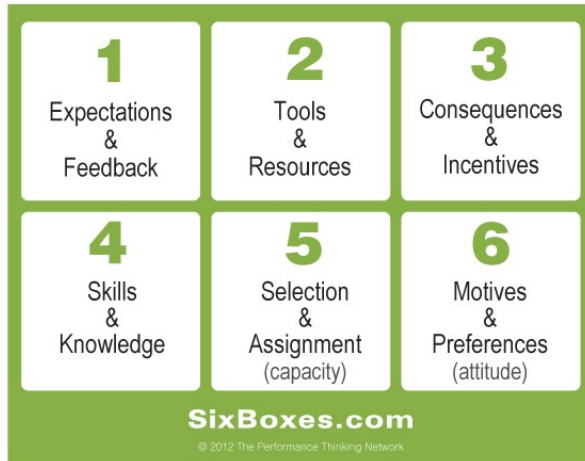 1
Expectations
&
Feedback
2
Tools
&
Resources
3
Consequences
&
Incentives
4
Skills
&
Knowledge
5
Selection
&
Assignment
(capacity)
6
Motives
&
Preferences
(attitude)
SixBoxes.com
© 2012 The Performance Thinking Network